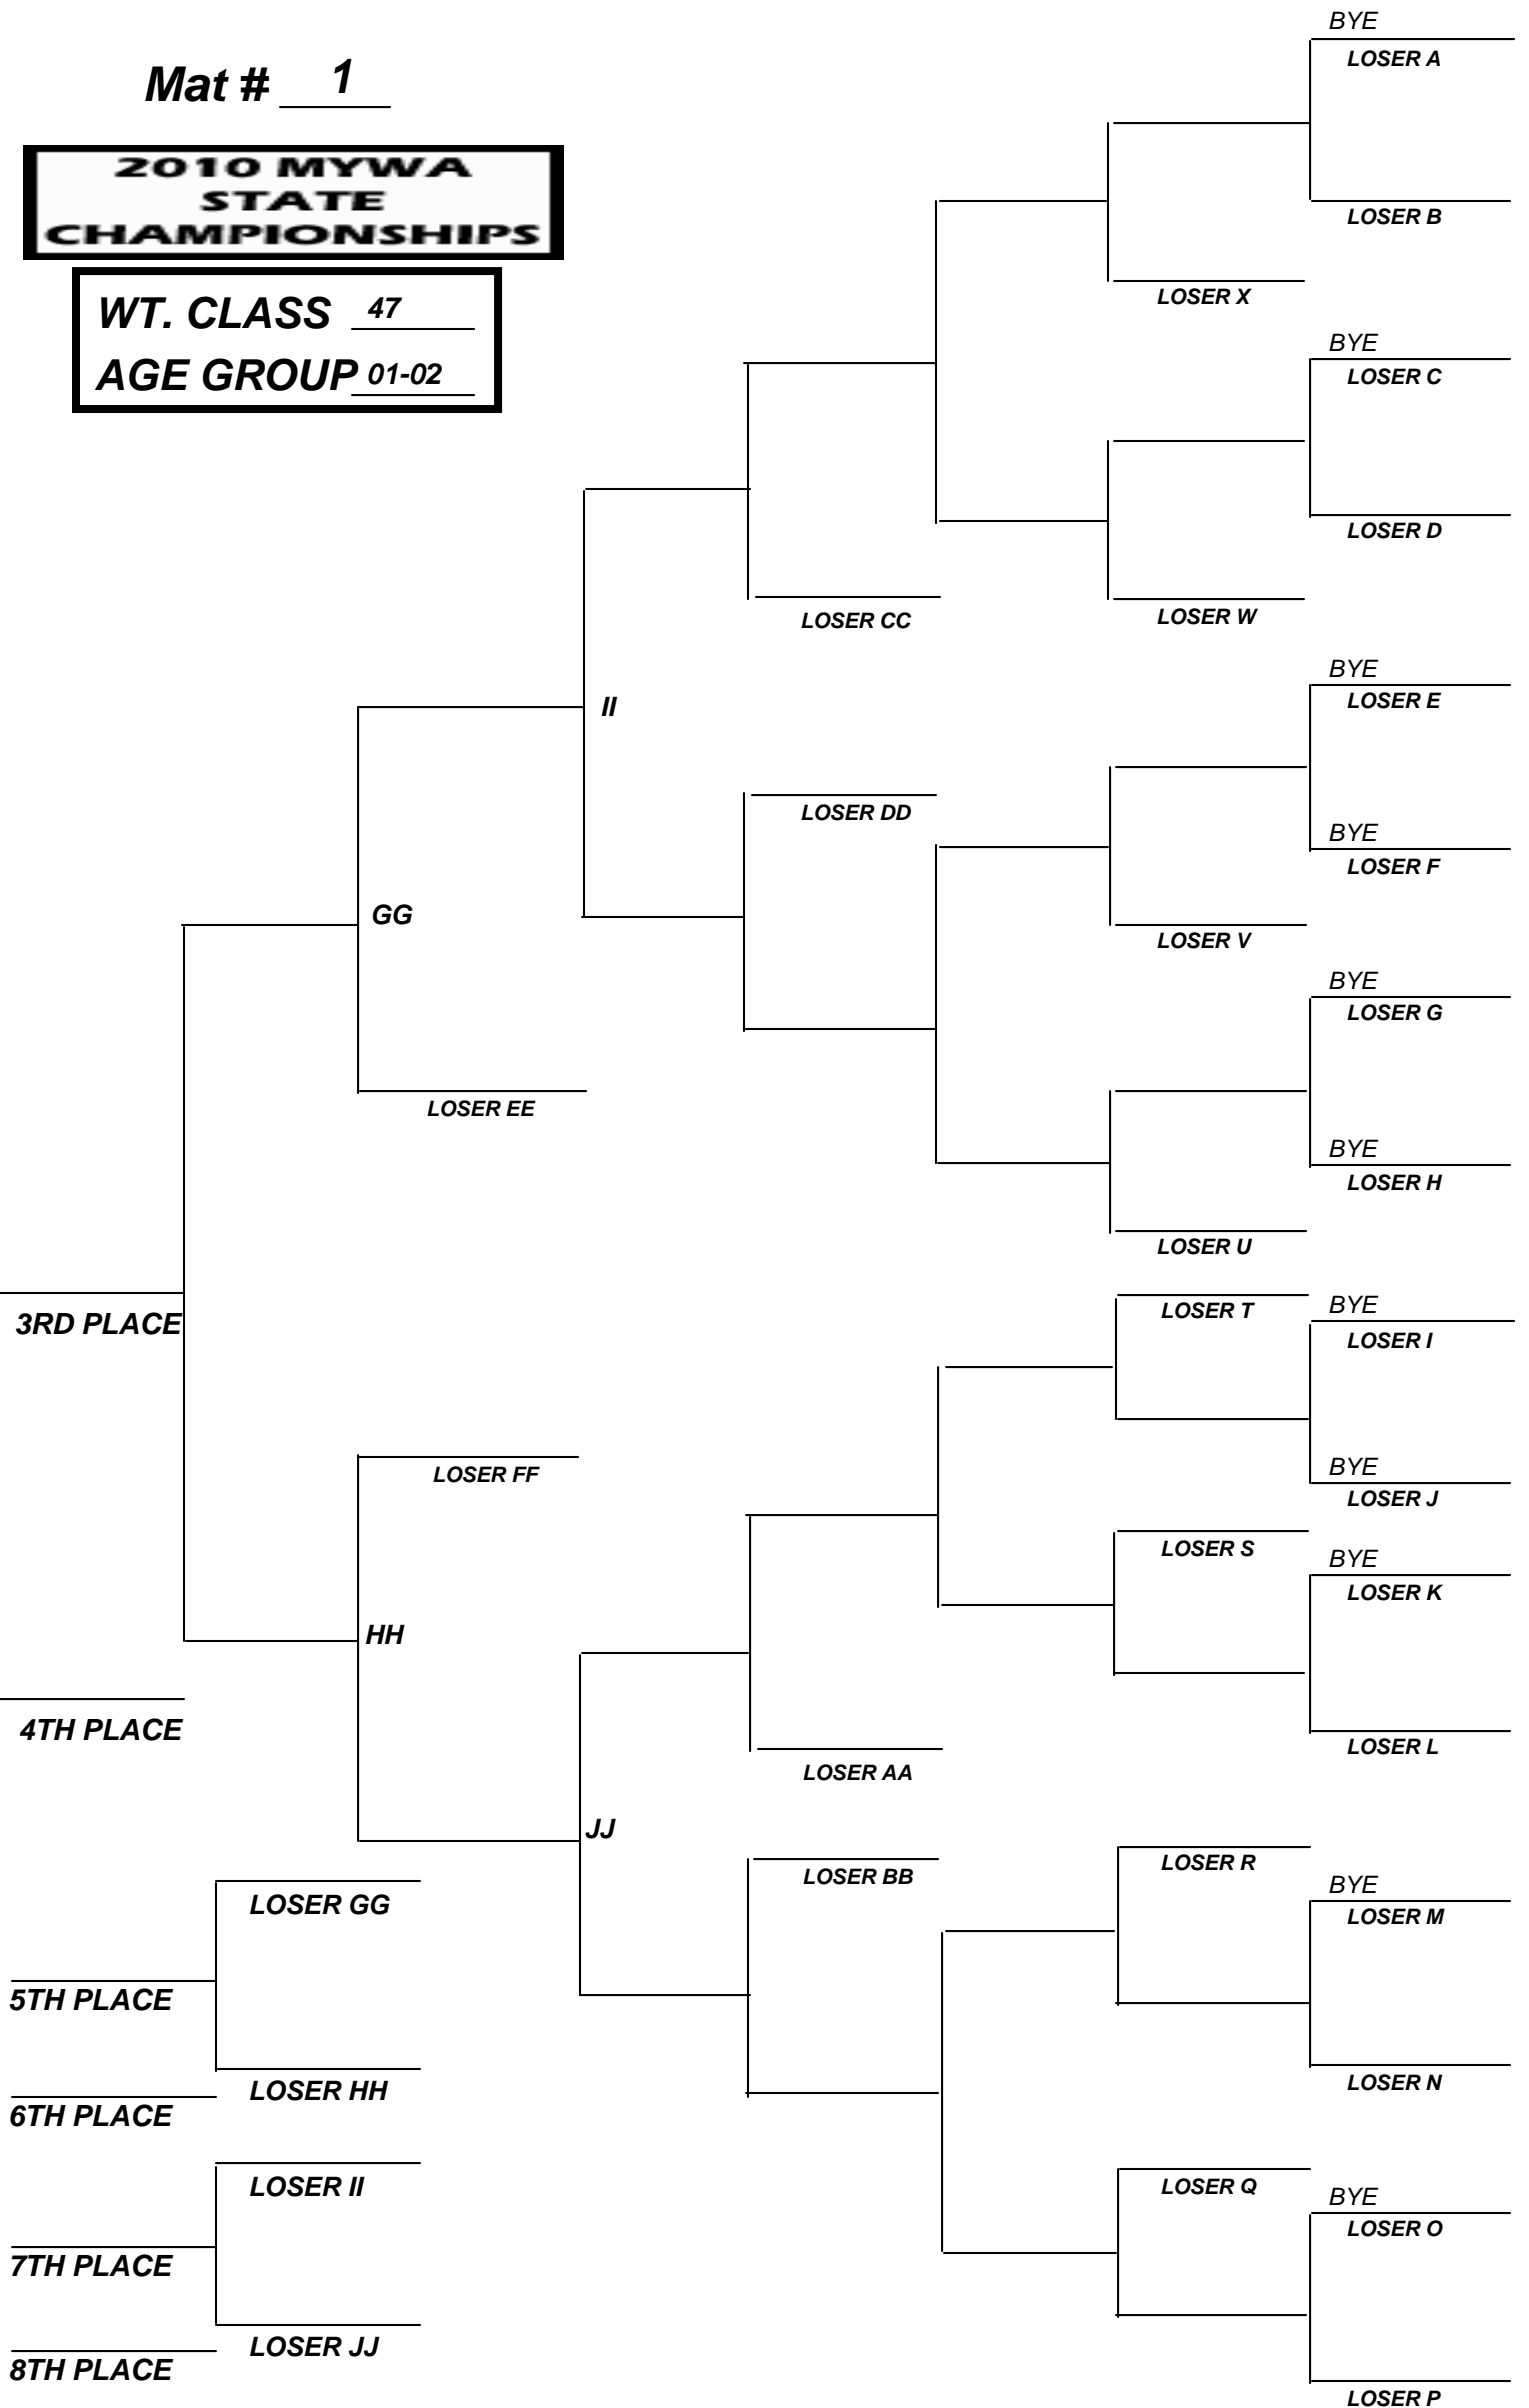 Mat # 1
2010 MYWA
STATE
CHAMPIONSHIPS
WT. CLASS 47
AGE GROUP 01-02
BYE
LOSER A
LOSER B
LOSER X
BYE
LOSER C
LOSER D
LOSER W
LOSER CC
BYE
LOSER E
II
LOSER DD
BYE
LOSER F
GG
LOSER V
BYE
LOSER G
LOSER EE
BYE
LOSER H
LOSER U
3RD PLACE
LOSER T
BYE
LOSER I
LOSER FF
BYE
LOSER J
LOSER S
BYE
LOSER K
HH
4TH PLACE
LOSER L
LOSER AA
JJ
LOSER BB
LOSER R
BYE
LOSER M
LOSER GG
5TH PLACE
LOSER HH
LOSER N
6TH PLACE
LOSER II
LOSER Q
BYE
LOSER O
7TH PLACE
LOSER JJ
8TH PLACE
LOSER P